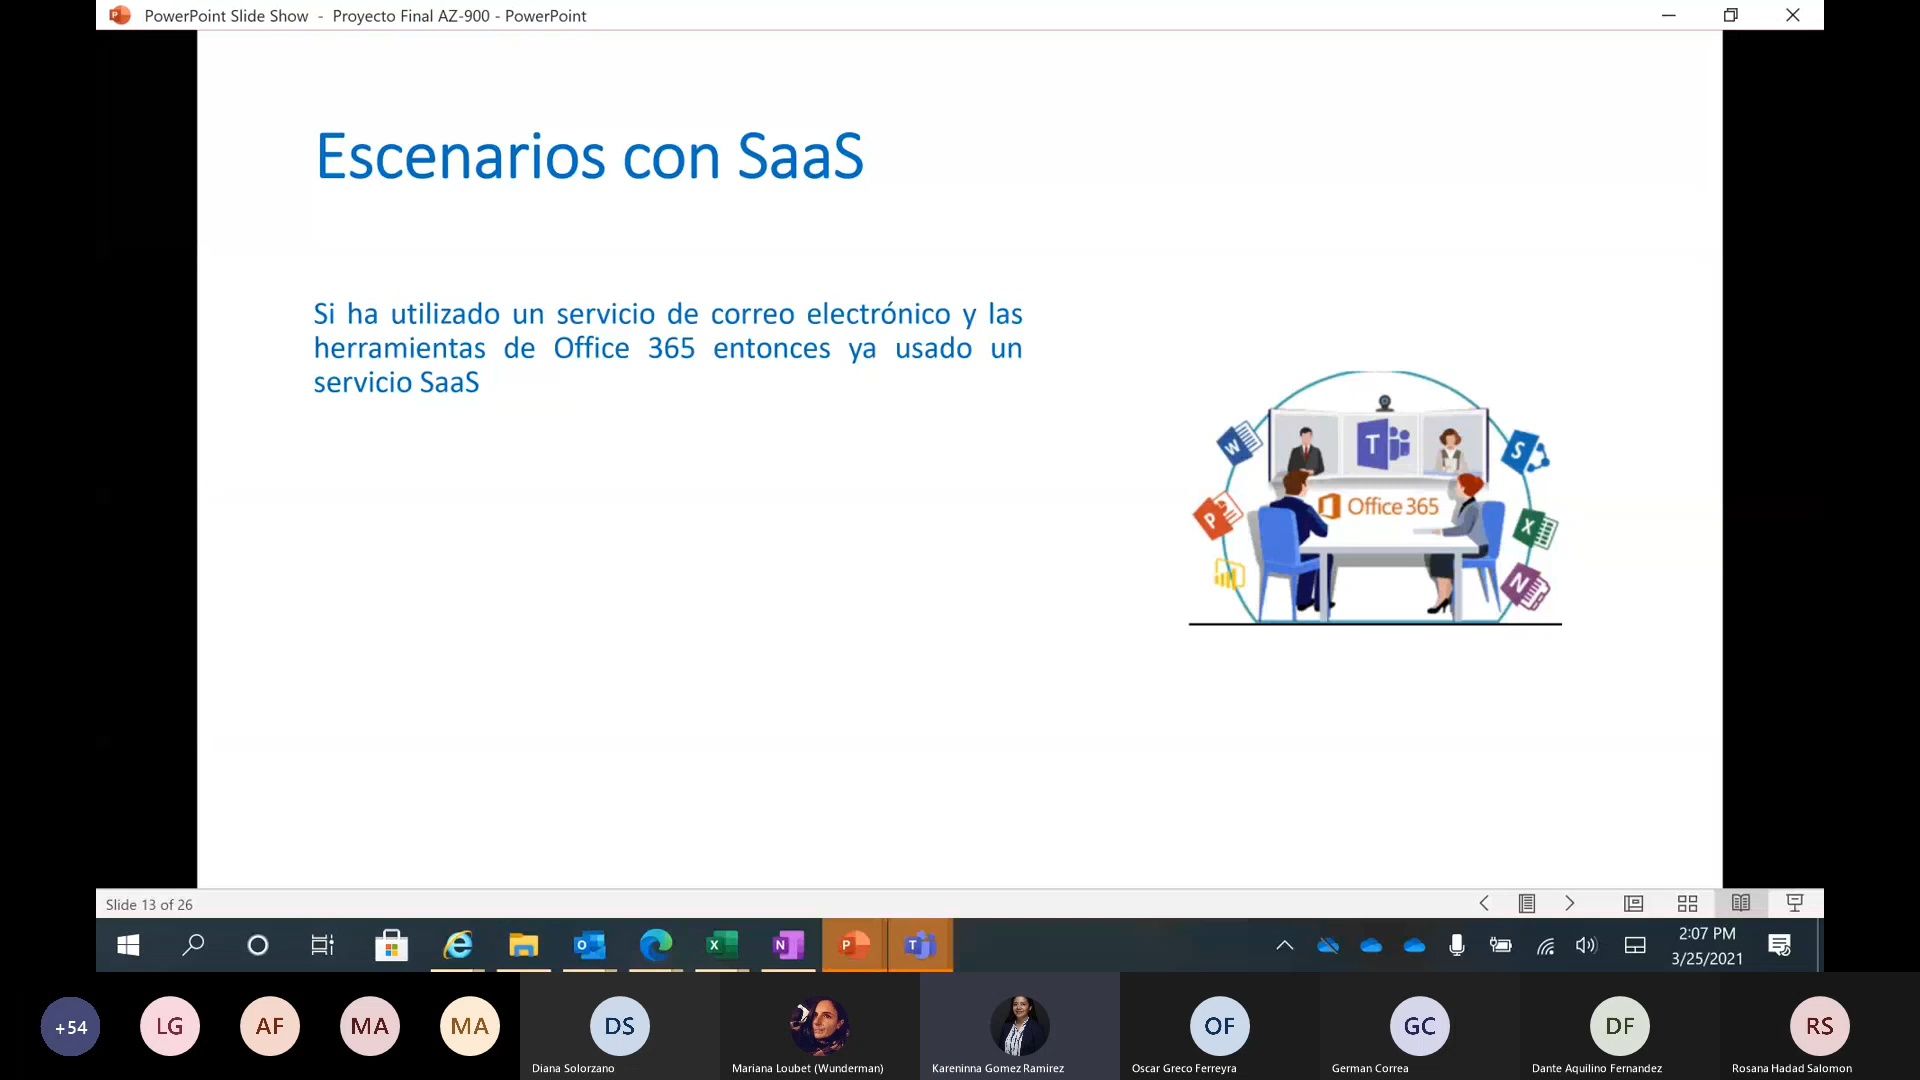 PowerPoint Slide Show - Proyecto Final AZ-900 - PowerPoint
Escenarios con SaaS
Si ha utilizado un servicio de correo electrónico y las
herramientas de Office 365 entonces ya usado un
servicio SaaS
T
W
S
P
Office 365
X
N
Slide 13 of 26
2:07 PM
3/25/2021
+54
LG
AF
MA
MA
DS
OF
GC
DF
RS
Diana Solorzano
Mariana Loubet (Wunderman)
Kareninna Gomez Ramirez
Oscar Greco Ferreyra
German Correa
Dante Aquilino Fernandez
Rosana Hadad Salomon